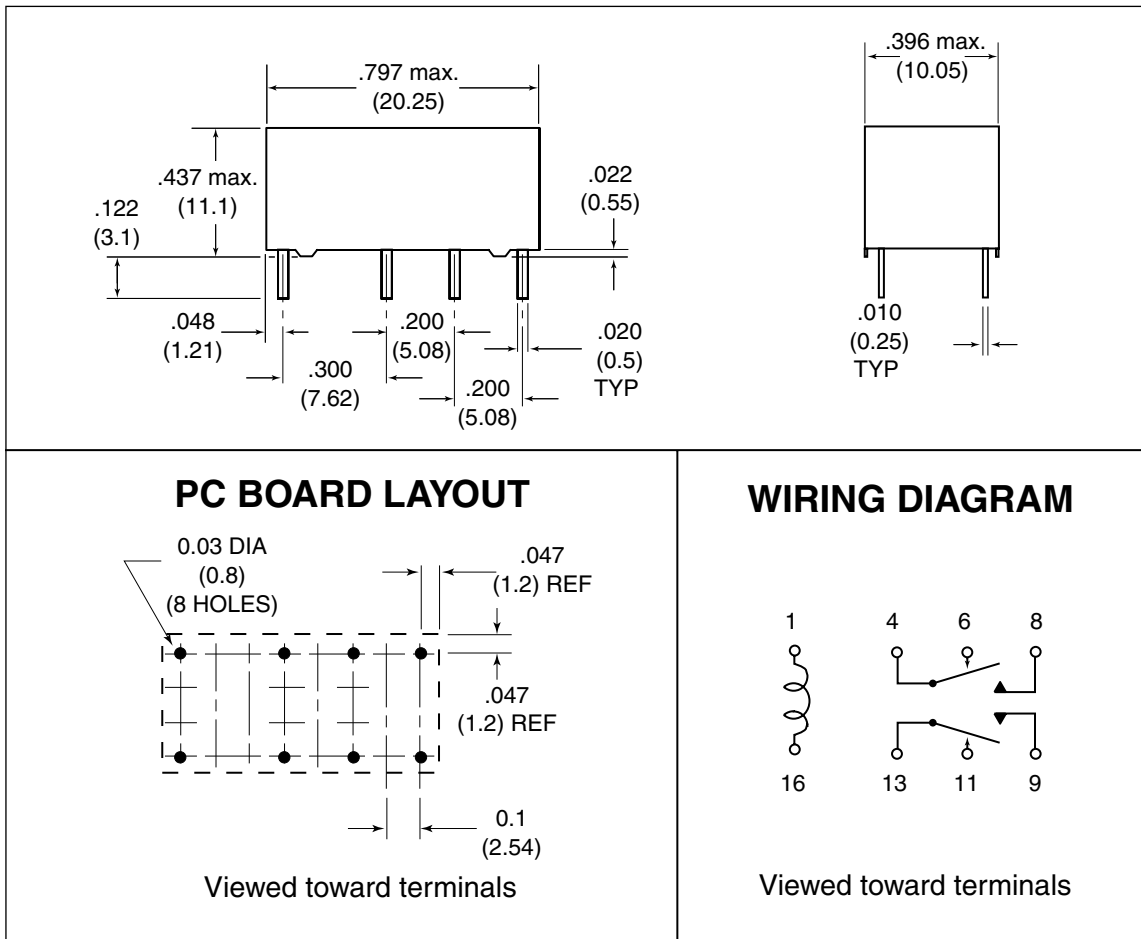 .797 max.
(20.25)
.396 max.
(10.05)
.437 max.
(11.1)
.022
(0.55)
.122
(3.1)
.048
(1.21)
.200
(5.08)
.020
(0.5)
TYP
.300
(7.62)
.200
(5.08)
.010
(0.25)
TYP
PC BOARD LAYOUT
0.03 DIA
(0.8)
(8 HOLES)
.047
(1.2) REF
.047
(1.2) REF
0.1
(2.54)
Viewed toward terminals
WIRING DIAGRAM
1 4 6 8
16 13 11 9
Viewed toward terminals